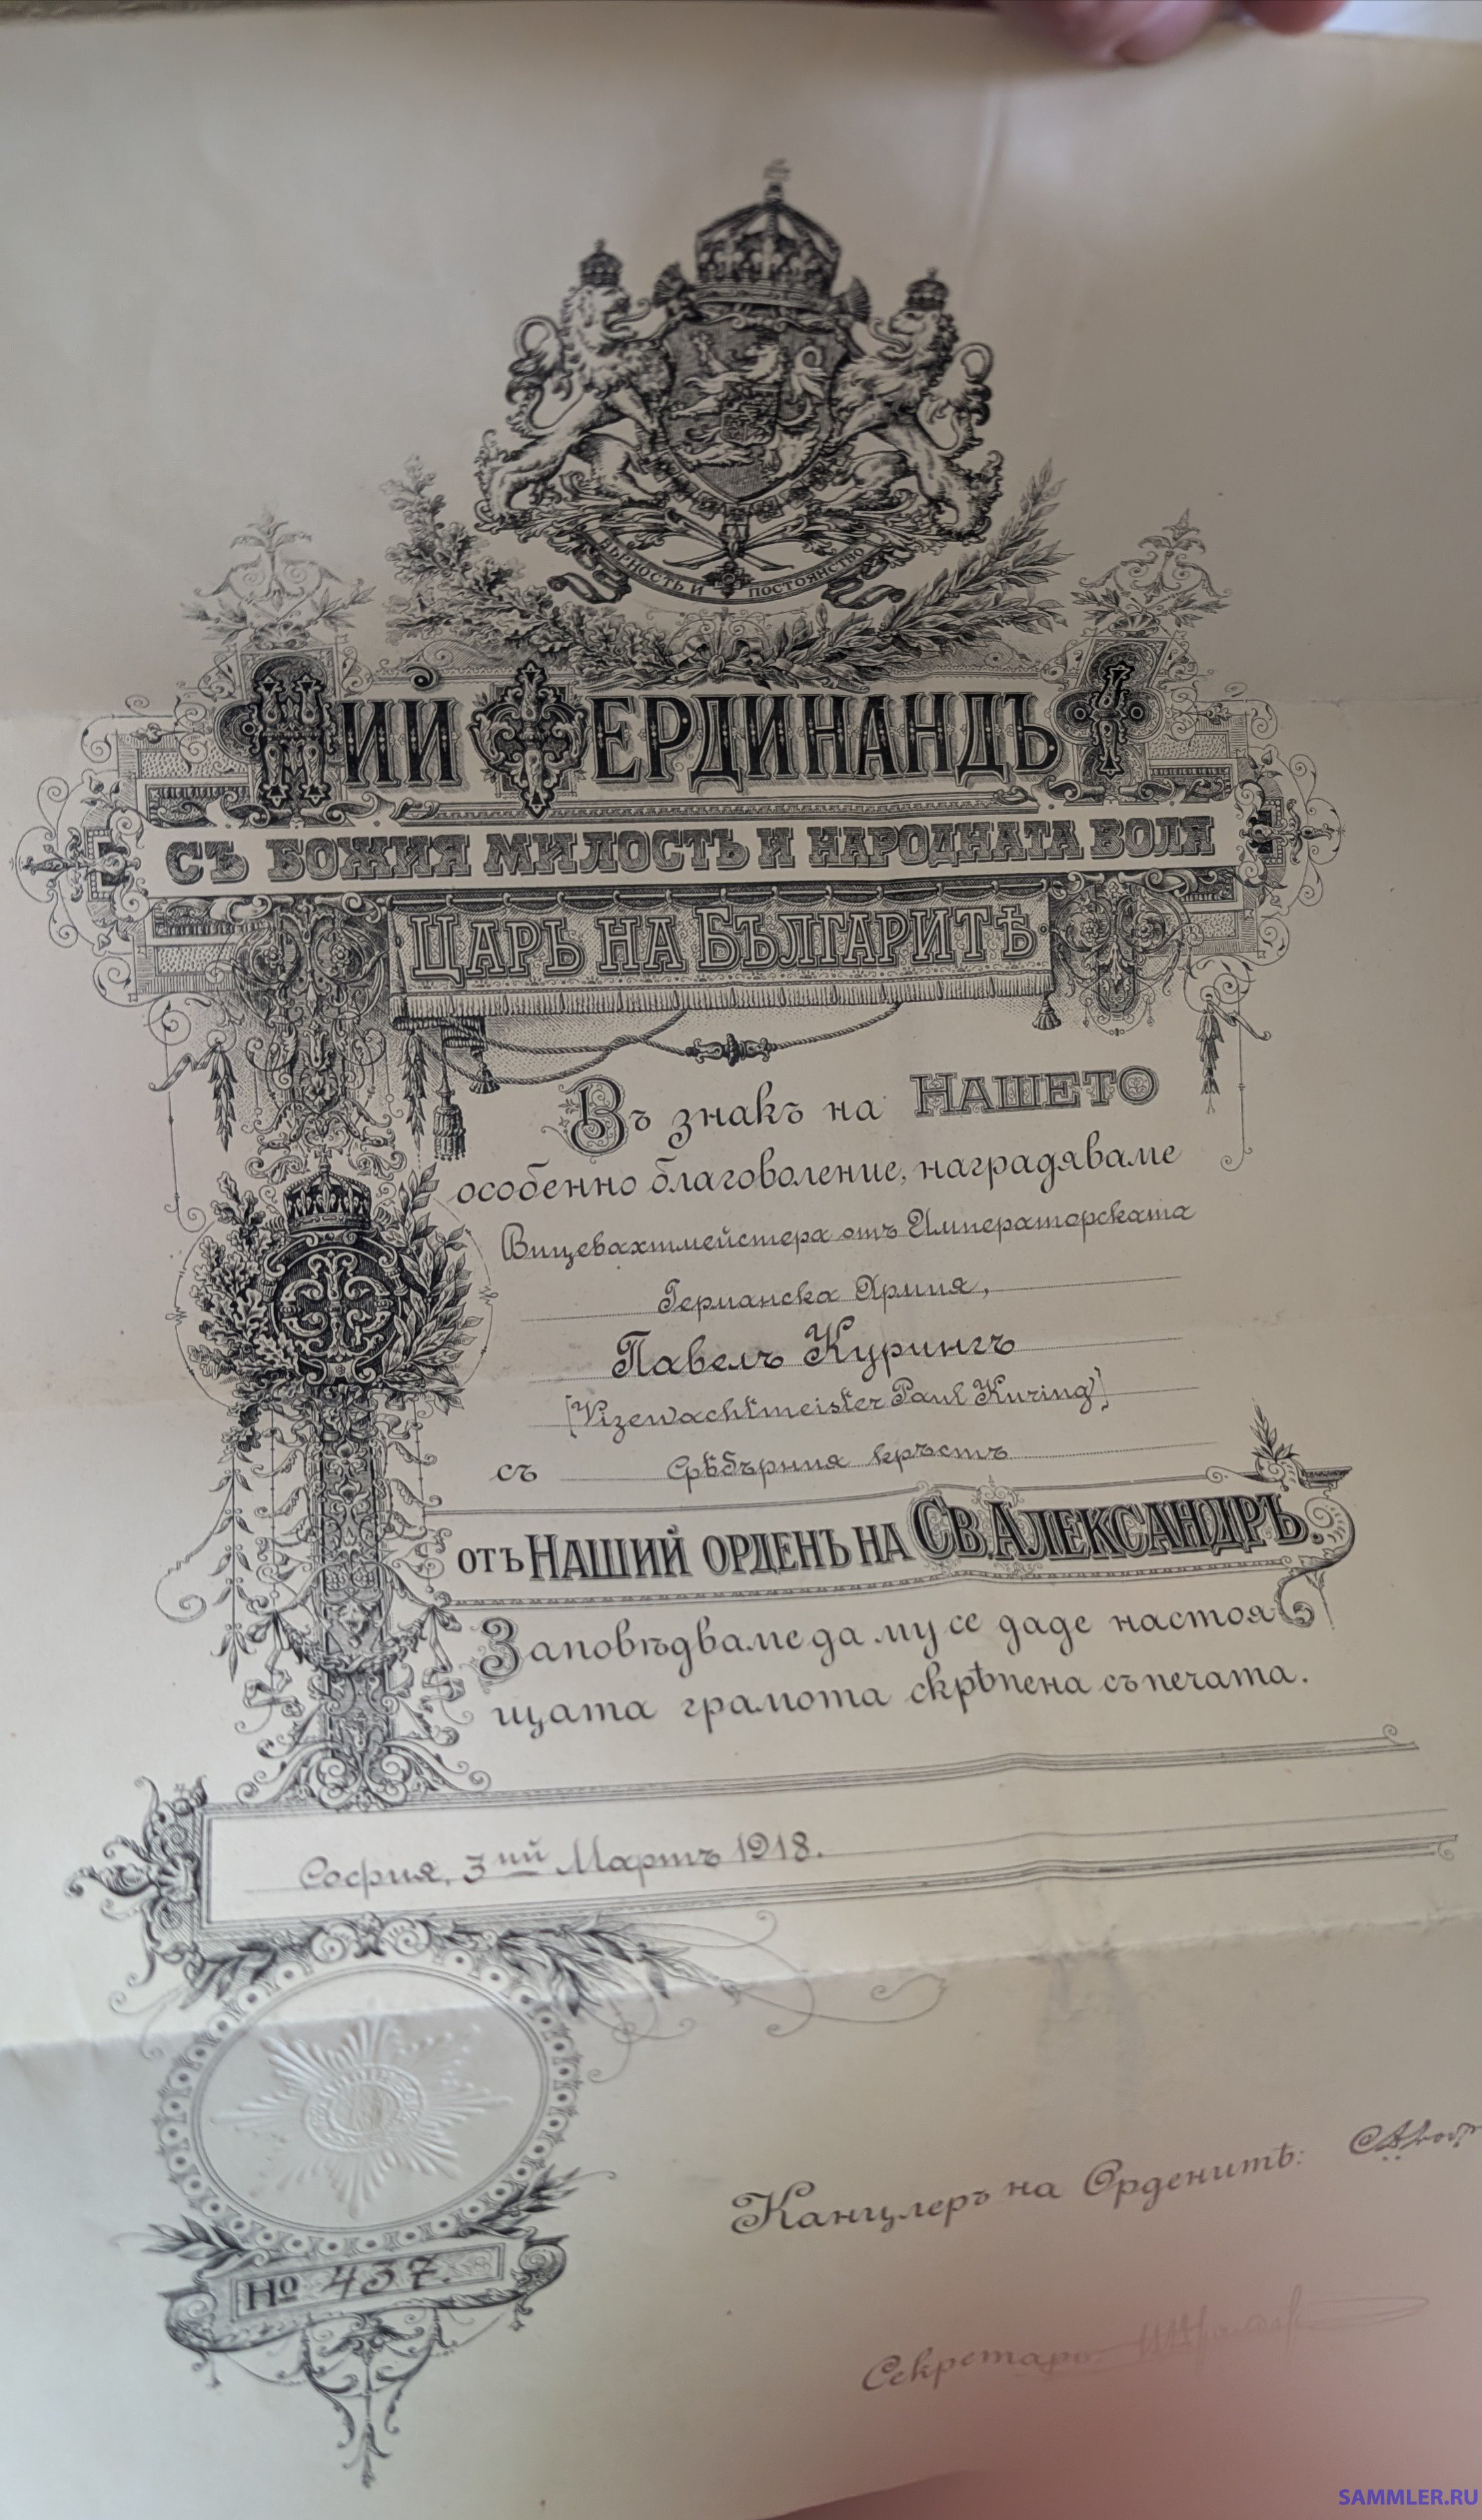 ВѢРНОСТЬ И ПОСТОЯНСТВО
НИЙ ФЕРДИНАНДЪ I
СЪ БОЖИЯ МИЛОСТЬ И НАРОДНАТА ВОЛЯ
ЦАРЬ НА БЪЛГАРИТѢ
Въ знакъ на НАШЕТО
особенно благоволение, наградяваме
Вицевахтмейстера отъ Императорската
Германска Армия,
Павелъ Курингъ
[Vizewachtmeister Paul Kuring]
съ Срѣбърния кръстъ
отъ НАШИЙ ОРДЕНЪ НА СВ. АЛЕКСАНДРЪ.
Заповѣдваме да му се даде настоя
щата грамота скрѣпена съ печата.
София, 3ий Мартъ 1918.
Но 437.
Канцлеръ на Орденитѣ:
Секретарь:
SAMMLER.RU